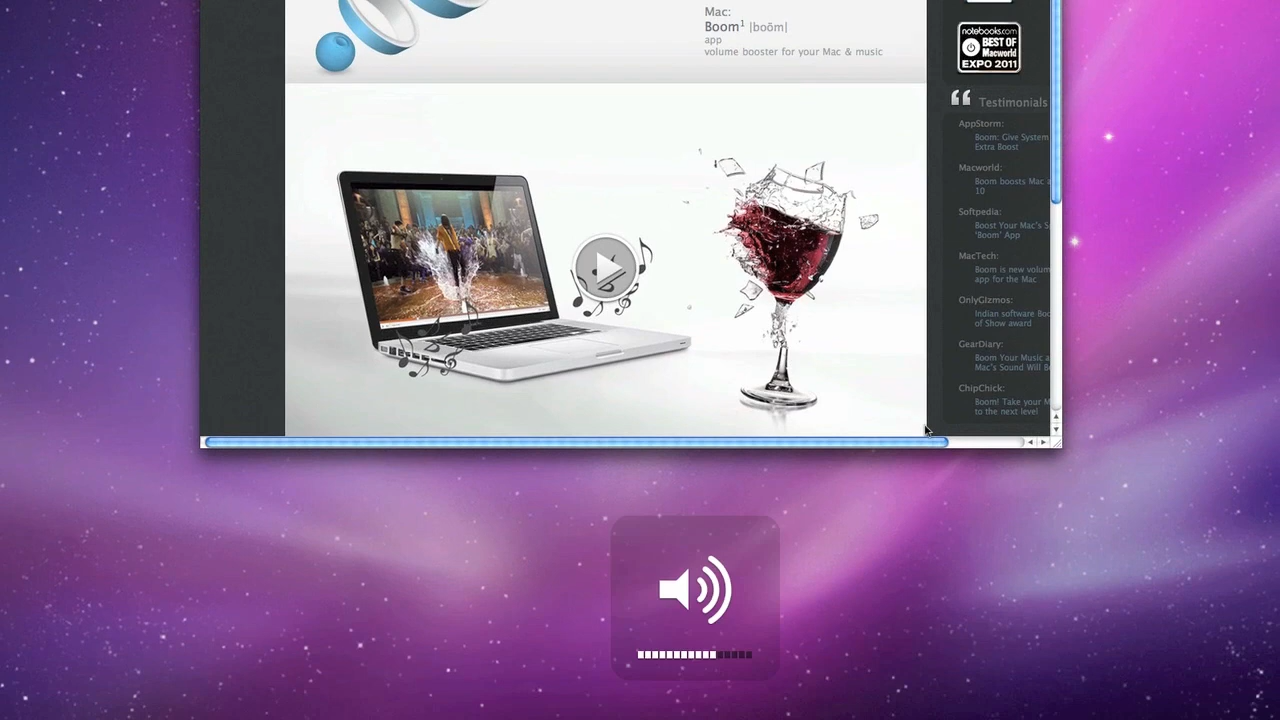 Mac:
Boom1 |boōm|
app
volume booster for your Mac & music
notebooks.com
BEST OF
Macworld
EXPO 2011
Testimonials
AppStorm:
Boom: Give System
Extra Boost
Macworld:
Boom boosts Mac a
10
Softpedia:
Boost Your Mac's S
'Boom' App
MacTech:
Boom is new volum
app for the Mac
OnlyGizmos:
Indian software Boo
of Show award
GearDiary:
Boom Your Music a
Mac's Sound Will B
ChipChick:
Boom! Take your M
to the next level